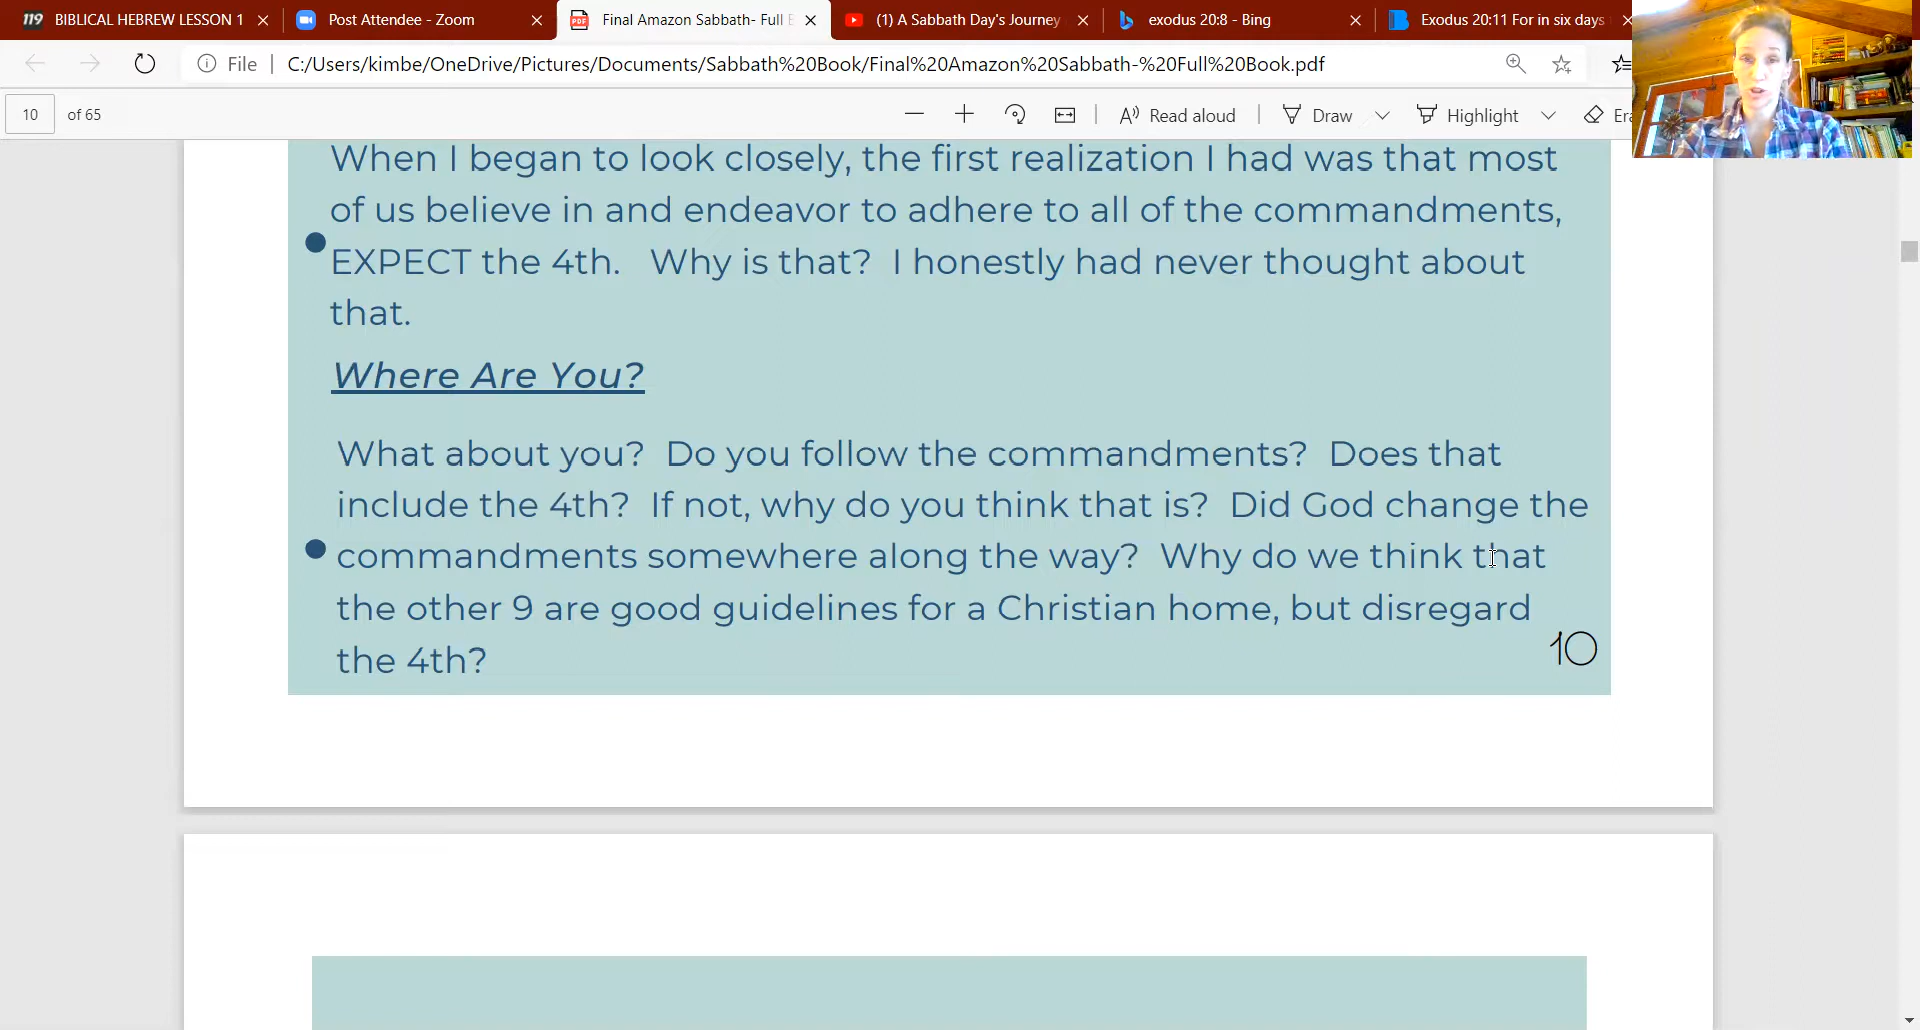 BIBLICAL HEBREW LESSON 1
Post Attendee - Zoom
Final Amazon Sabbath- Full
(1) A Sabbath Day's Journey
exodus 20:8 - Bing
Exodus 20:11 For in six days
File
C:/Users/kimbe/OneDrive/Pictures/Documents/Sabbath%20Book/Final%20Amazon%20Sabbath-%20Full%20Book.pdf
10 of 65
Read aloud
Draw
Highlight
When I began to look closely, the first realization I had was that most
of us believe in and endeavor to adhere to all of the commandments,
EXPECT the 4th. Why is that? I honestly had never thought about
that.
Where Are You?
What about you? Do you follow the commandments? Does that
include the 4th? If not, why do you think that is? Did God change the
commandments somewhere along the way? Why do we think that
the other 9 are good guidelines for a Christian home, but disregard
the 4th?
10